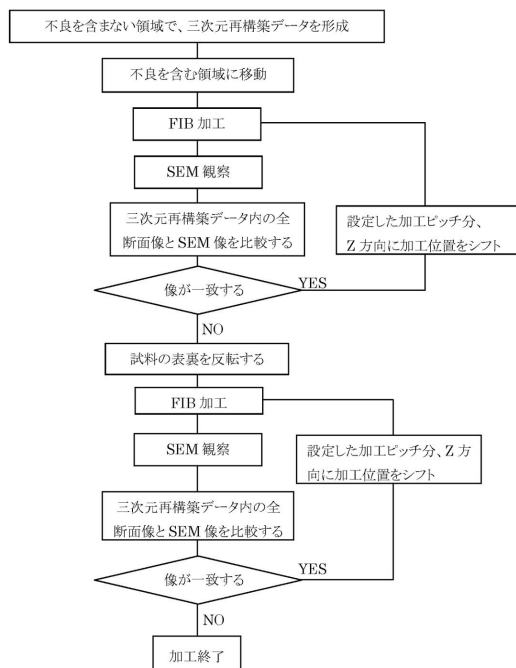 不良を含まない領域で、三次元再構築データを形成
不良を含む領域に移動
FIB 加工
SEM 観察
三次元再構築データ内の全
断面像とSEM 像を比較する
設定した加工ピッチ分、
Z 方向に加工位置をシフト
像が一致する
YES
NO
試料の表裏を反転する
FIB 加工
SEM 観察
設定した加工ピッチ分、Z 方
向に加工位置をシフト
三次元再構築データ内の全
断面像とSEM 像を比較する
像が一致する
YES
NO
加工終了